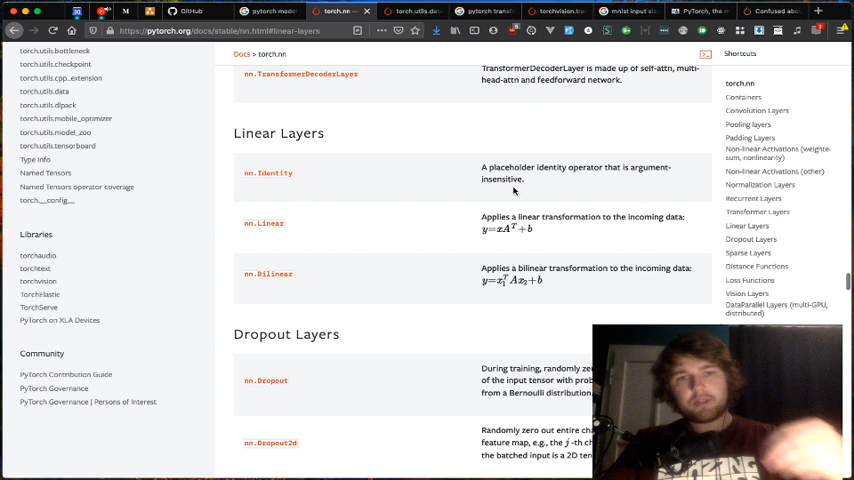 GitHub
pytorch model
torch.nn
torch.utils.data
pytorch transf
torchvision.tra
mnist input siz
PyTorch, the m
Confused abou
https://pytorch.org/docs/stable/nn.html#linear-layers
torch.utils.bottleneck
torch.utils.checkpoint
torch.utils.cpp_extension
torch.utils.data
torch.utils.dlpack
torch.utils.mobile_optimizer
torch.utils.model_zoo
torch.utils.tensorboard
Type Info
Named Tensors
Named Tensors operator coverage
torch.__config__
Libraries
torchaudio
torchtext
torchvision
TorchElastic
TorchServe
PyTorch on XLA Devices
Community
PyTorch Contribution Guide
PyTorch Governance
PyTorch Governance | Persons of Interest
Docs > torch.nn
nn.TransformerDecoderLayer
TransformerDecoderLayer is made up of self-attn, multi-
head-attn and feedforward network.
Linear Layers
nn.Identity
A placeholder identity operator that is argument-
insensitive.
nn.Linear
Applies a linear transformation to the incoming data:
y=xA^T+b
nn.Bilinear
Applies a bilinear transformation to the incoming data:
y=x_1^T Ax_2+b
Dropout Layers
nn.Dropout
During training, randomly zer
of the input tensor with prob
from a Bernoulli distribution.
nn.Dropout2d
Randomly zero out entire cha
feature map, e.g., the j-th ch
the batched input is a 2D ten
Shortcuts
torch.nn
Containers
Convolution Layers
Pooling layers
Padding Layers
Non-linear Activations (weighte-
sum, nonlinearity)
Non-linear Activations (other)
Normalization Layers
Recurrent Layers
Transformer Layers
Linear Layers
Dropout Layers
Sparse Layers
Distance Functions
Loss Functions
Vision Layers
DataParallel Layers (multi-GPU,
distributed)